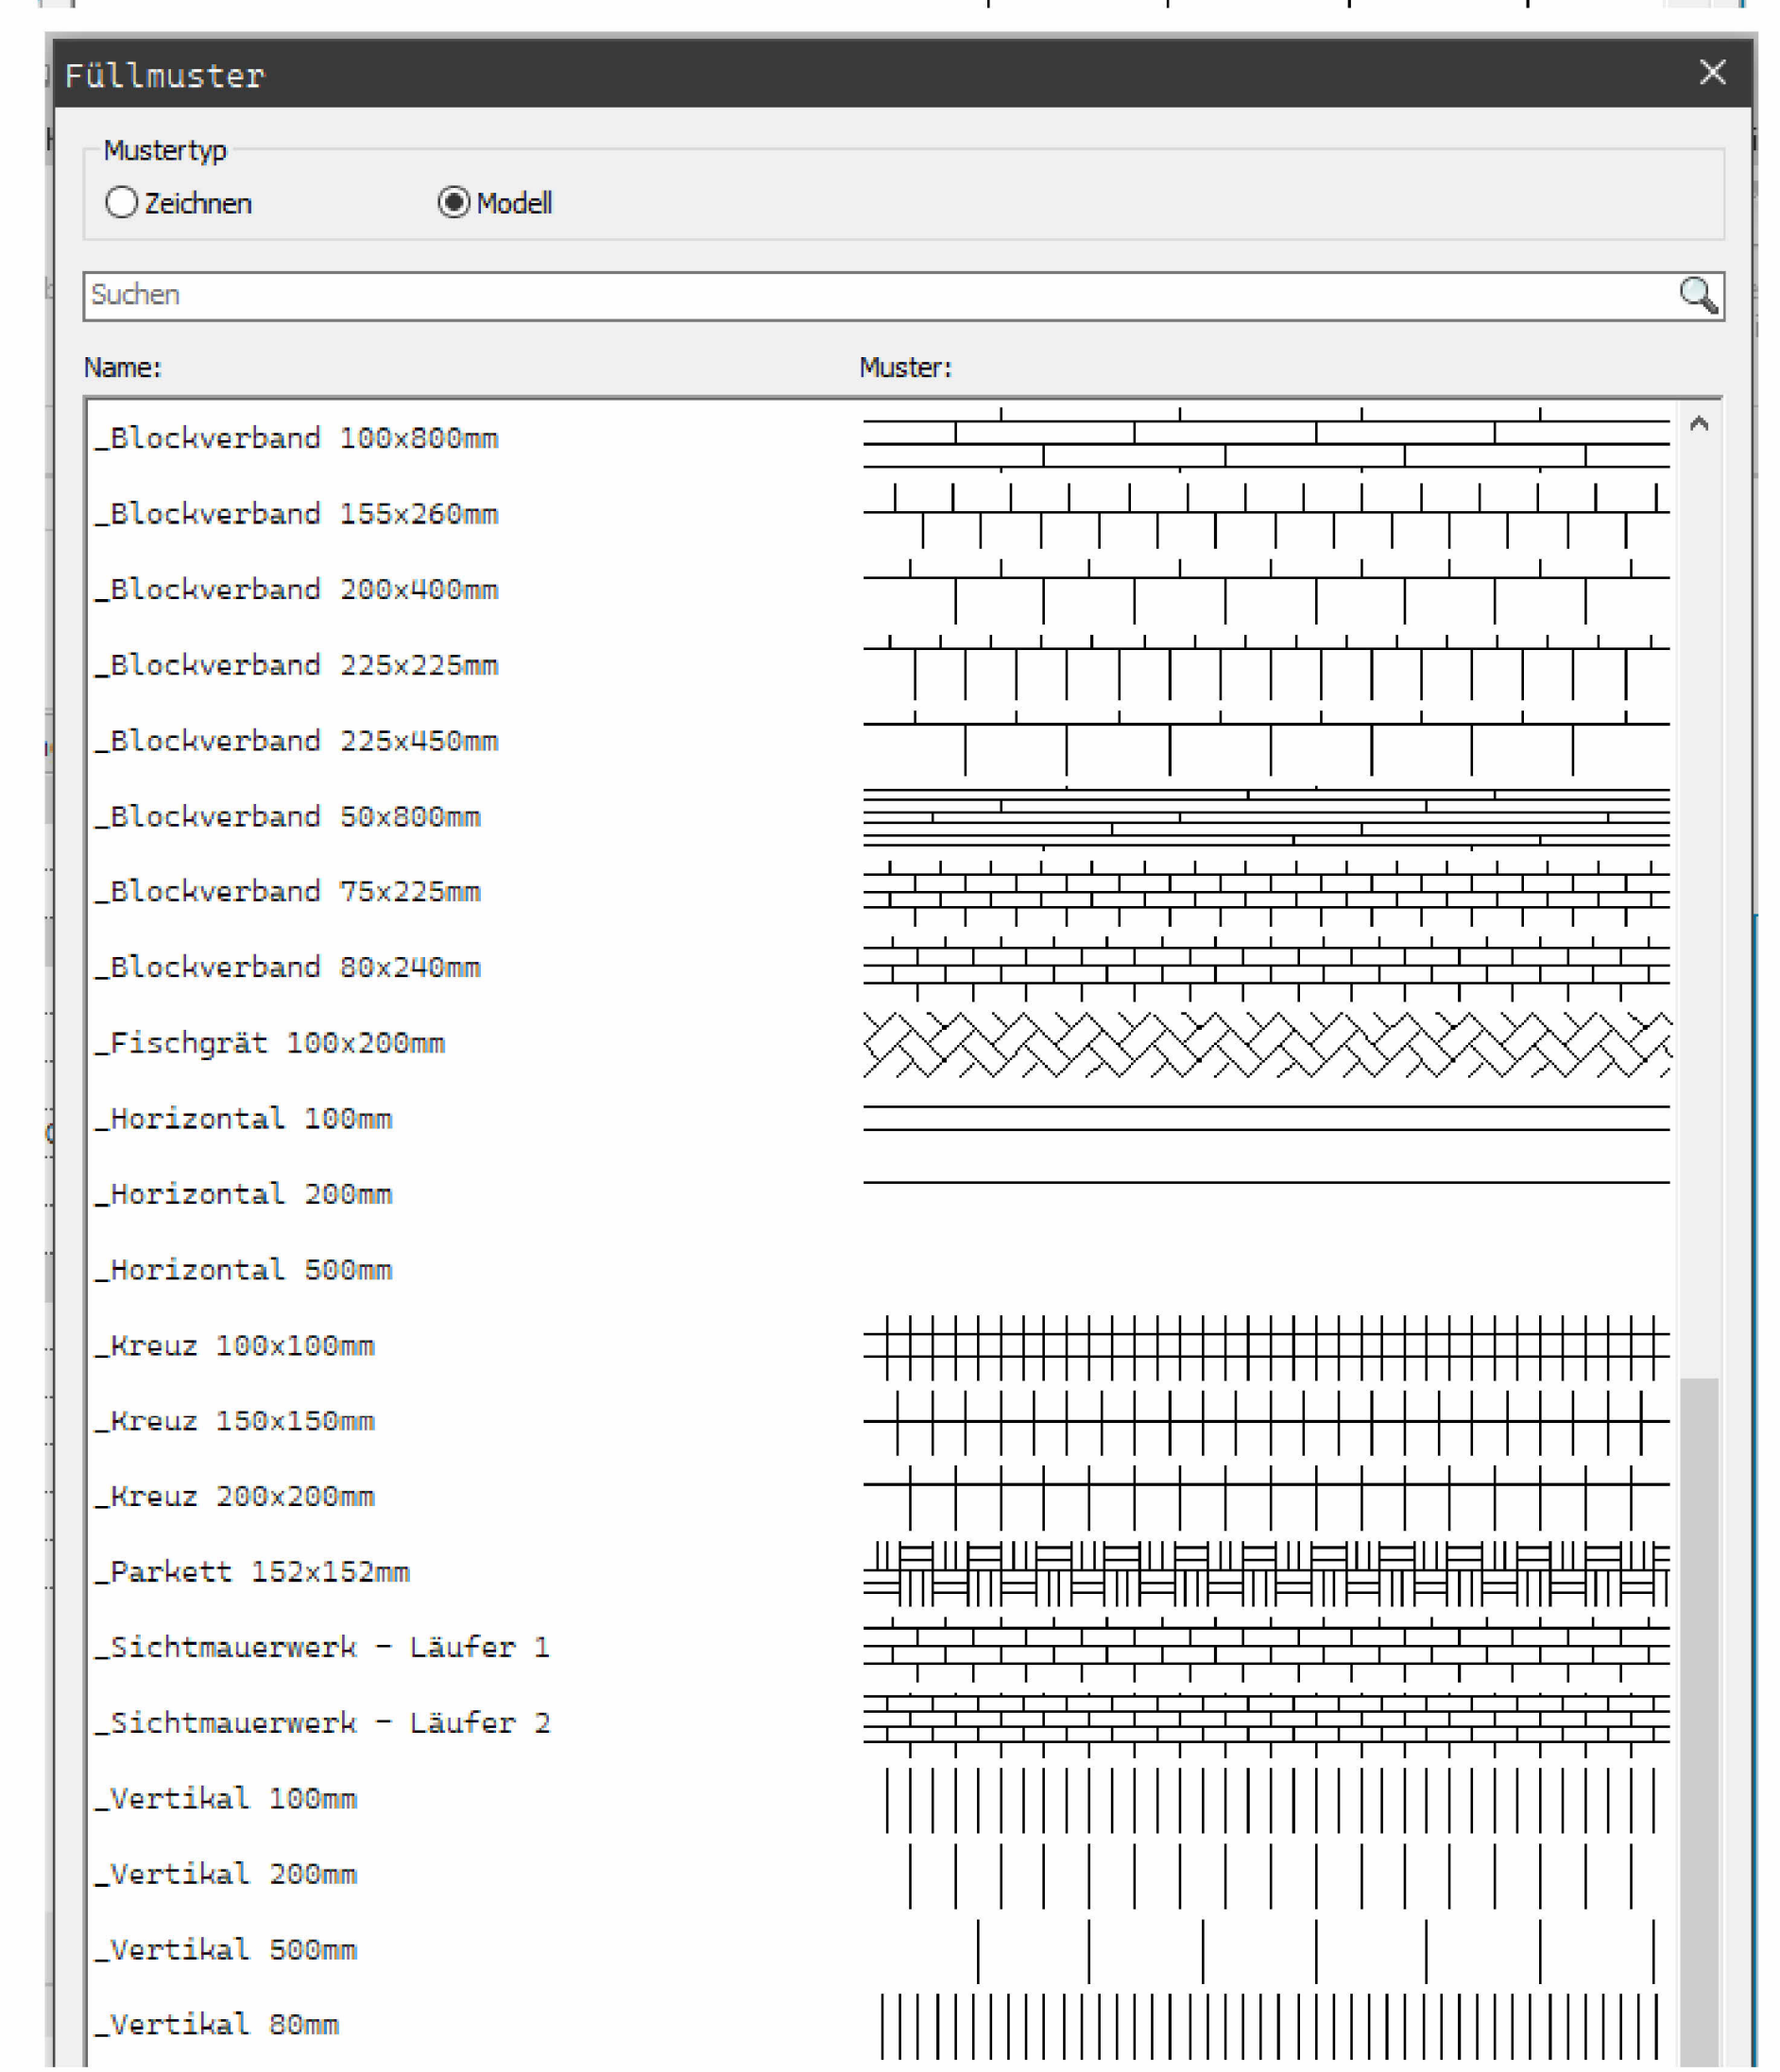 Füllmuster
Mustertyp
Zeichnen Modell
Suchen
Name: Muster:
_Blockverband 100x800mm
_Blockverband 155x260mm
_Blockverband 200x400mm
_Blockverband 225x225mm
_Blockverband 225x450mm
_Blockverband 50x800mm
_Blockverband 75x225mm
_Blockverband 80x240mm
_Fischgrät 100x200mm
_Horizontal 100mm
_Horizontal 200mm
_Horizontal 500mm
_Kreuz 100x100mm
_Kreuz 150x150mm
_Kreuz 200x200mm
_Parkett 152x152mm
_Sichtmauerwerk - Läufer 1
_Sichtmauerwerk - Läufer 2
_Vertikal 100mm
_Vertikal 200mm
_Vertikal 500mm
_Vertikal 80mm